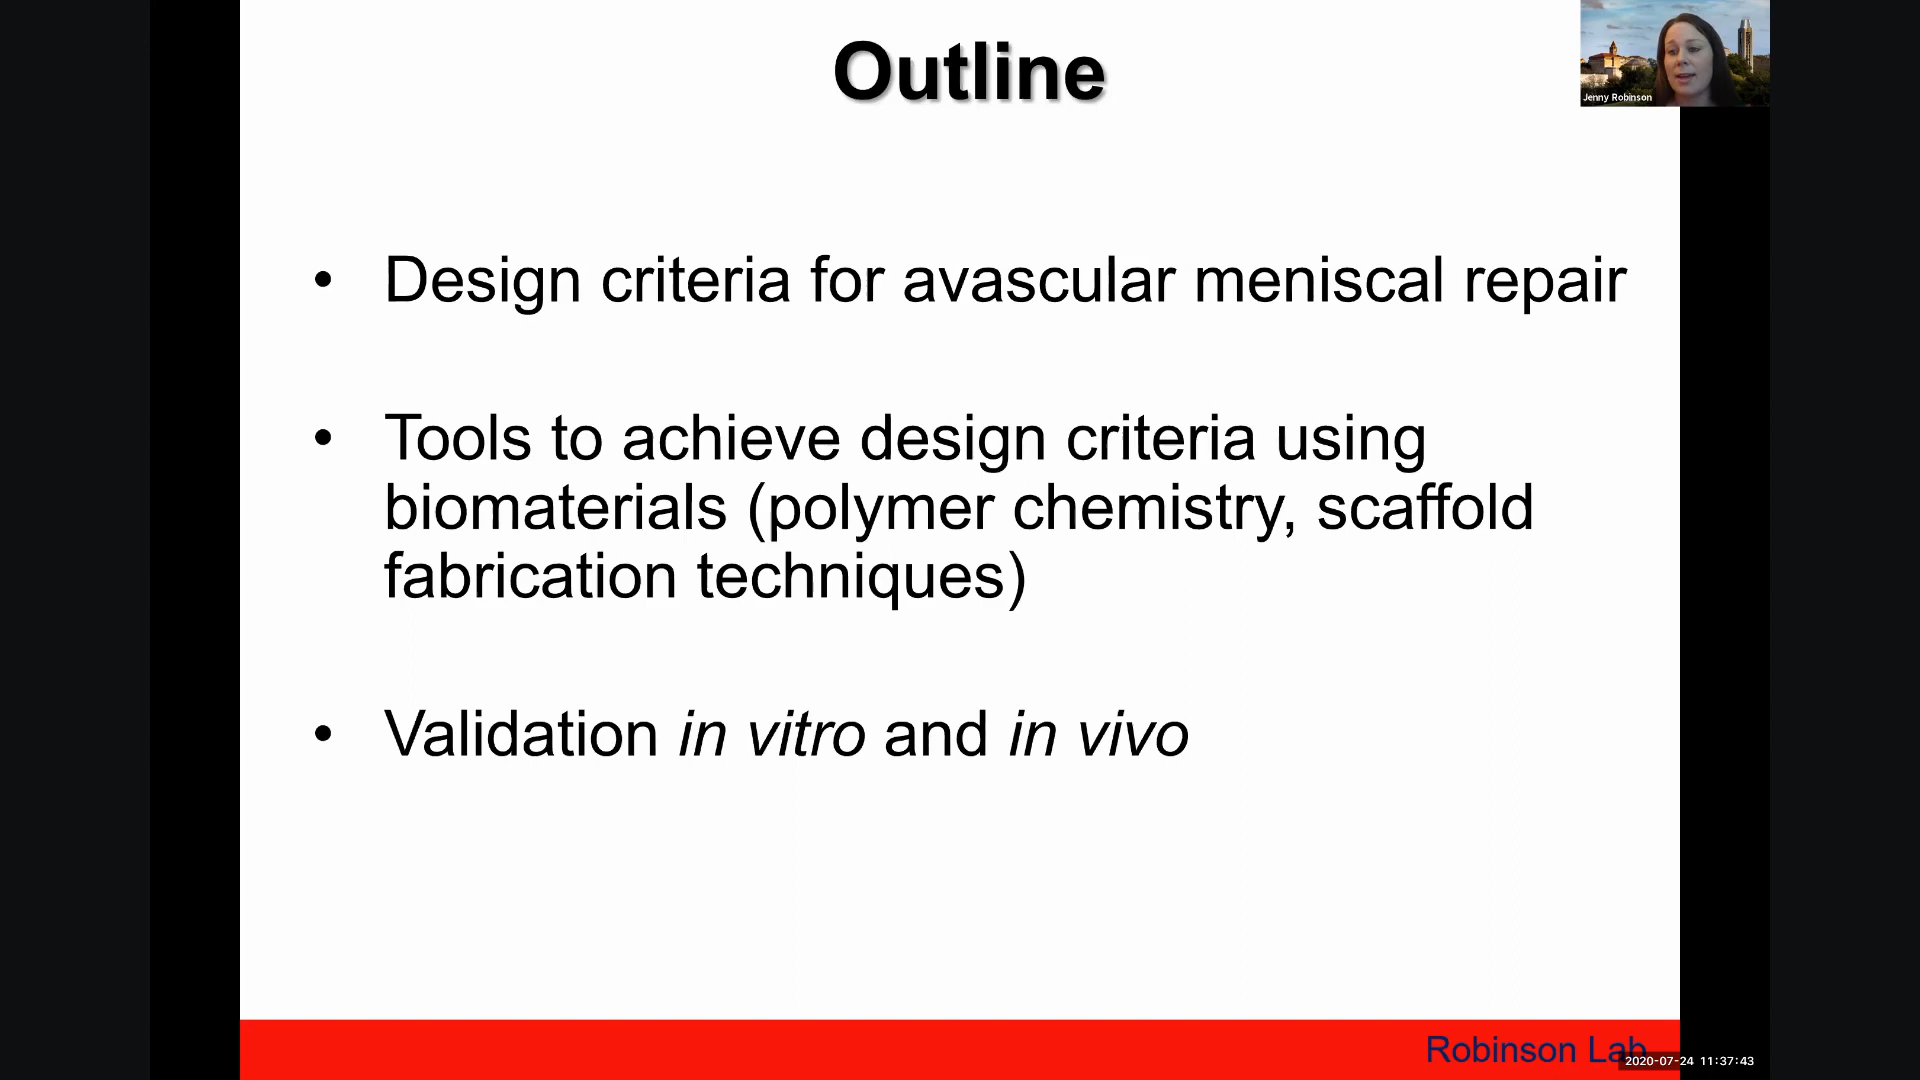 Outline
Jenny Robinson
• Design criteria for avascular meniscal repair
• Tools to achieve design criteria using
biomaterials (polymer chemistry, scaffold
fabrication techniques)
• Validation in vitro and in vivo
Robinson Lab
2020-07-24 11:37:43